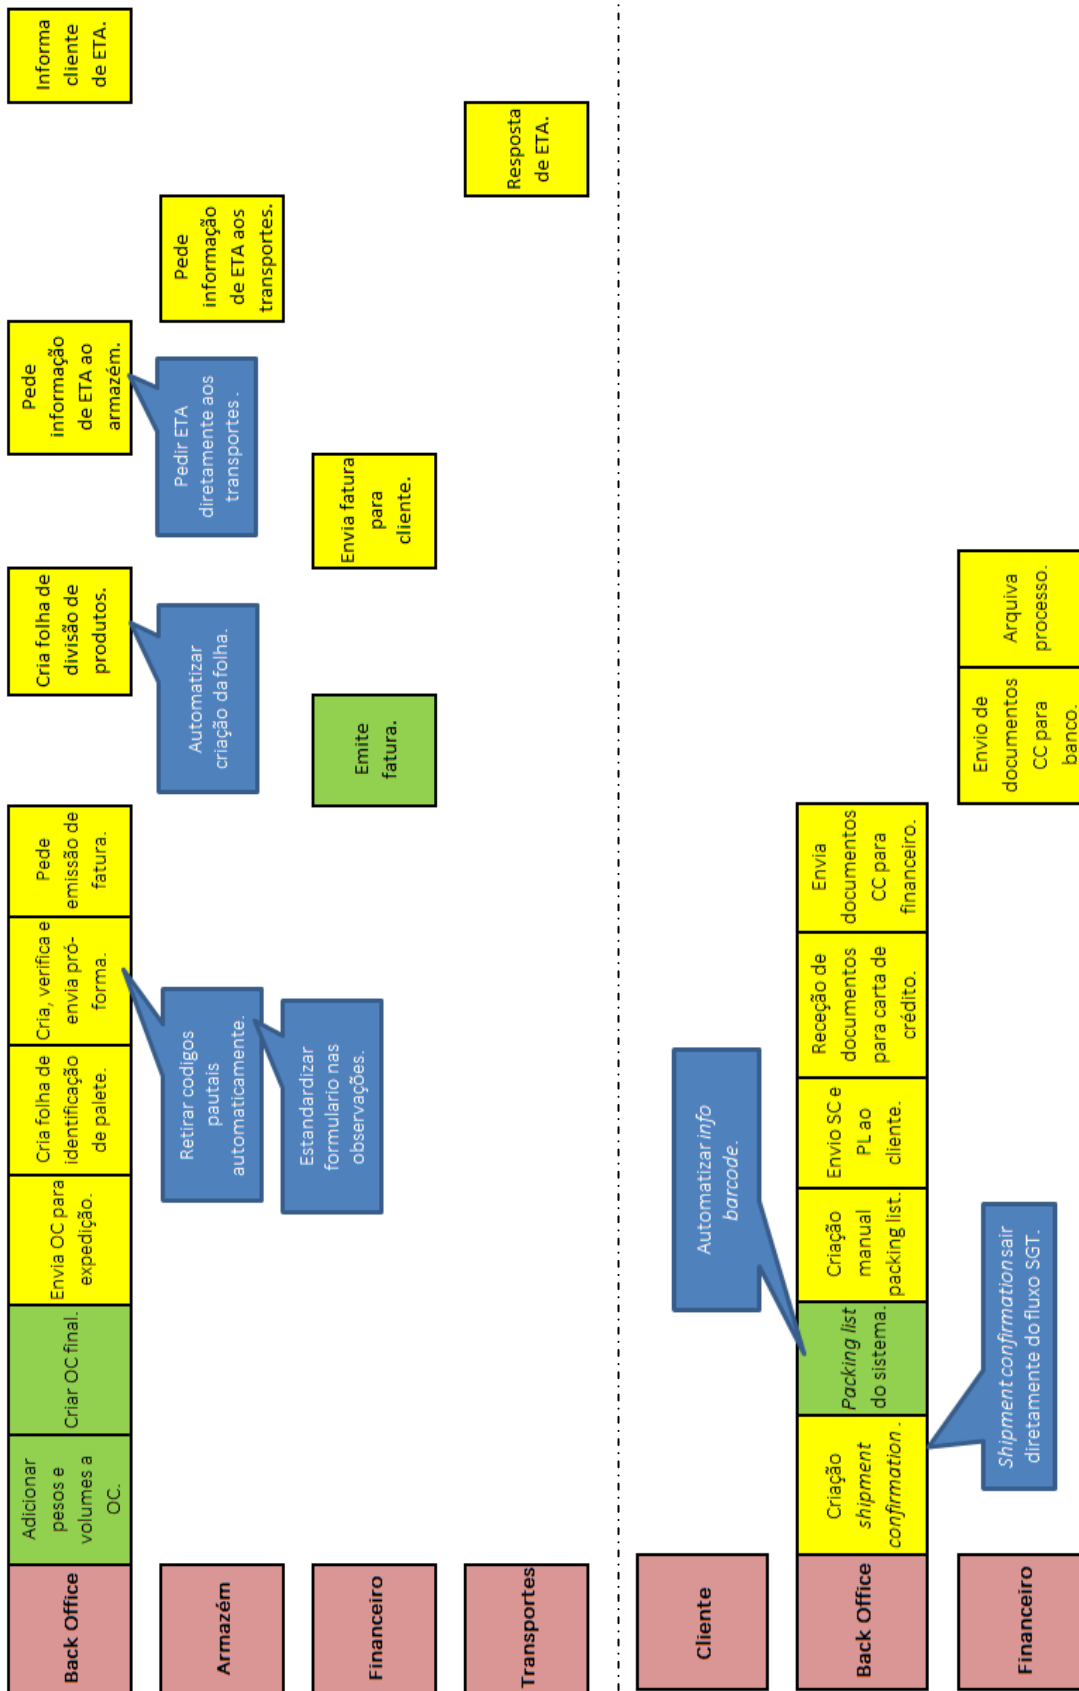 Back Office
Adicionar
pesos e
volumes a
OC.
Criar OC final.
Envia OC para
expedição.
Cria folha de
identificação
de palete.
Cria, verifica e
envia pró-
forma.
Pede
emissão de
fatura.
Cria folha de
divisão de
produtos.
Pede
informação
de ETA ao
armazém.
Informa
cliente
de ETA.
Armazém
Retirar codigos
pautais
automaticamente.
Automatizar
criação da folha.
Pedir ETA
diretamente aos
transportes .
Pede
informação
de ETA aos
transportes.
Financeiro
Estandardizar
formulario nas
observações.
Emite
fatura.
Envia fatura
para
cliente.
Transportes
Resposta
de ETA.
Cliente
Automatizar info
barcode.
Back Office
Criação
shipment
confirmation .
Packing list
do sistema.
Criação
manual
packing list.
Envio SC e
PL ao
cliente.
Receção de
documentos
para carta de
crédito.
Envia
documentos
CC para
financeiro.
Financeiro
Shipment confirmation sair
diretamente do fluxo SGT.
Envio de
documentos
CC para
banco.
Arquiva
processo.